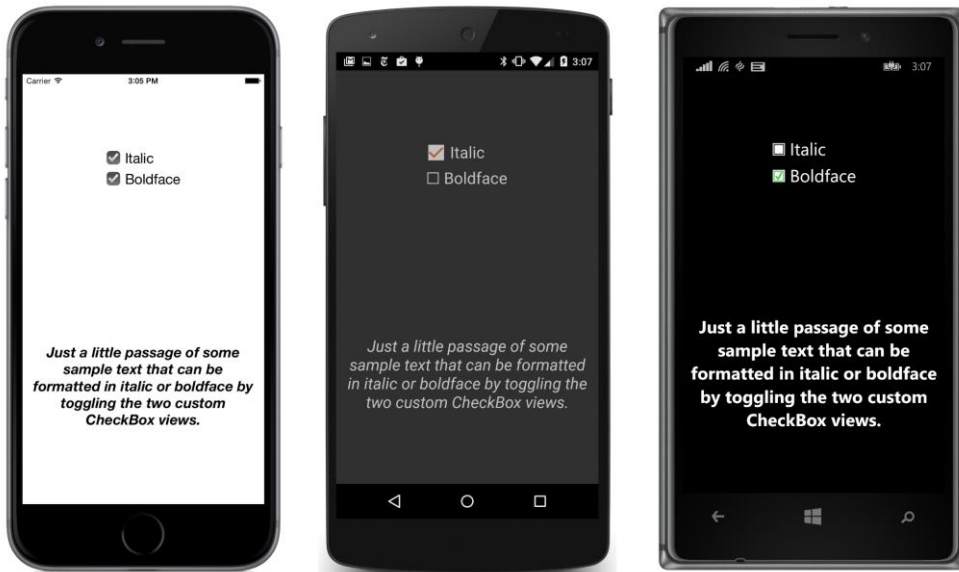 Carrier
3:05 PM
Italic
Boldface
Just a little passage of some
sample text that can be
formatted in italic or boldface by
toggling the two custom
CheckBox views.
3:07
Italic
Boldface
Just a little passage of some
sample text that can be formatted
in italic or boldface by toggling the
two custom CheckBox views.
3:07
Italic
Boldface
Just a little passage of some
sample text that can be
formatted in italic or boldface
by toggling the two custom
CheckBox views.